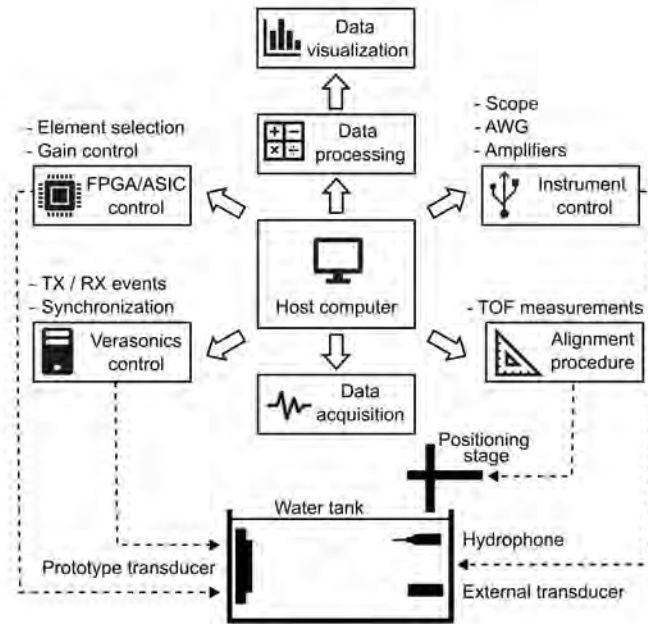 Data
visualization
- Element selection
- Gain control
Data
processing
- Scope
- AWG
- Amplifiers
FPGA/ASIC
control
Instrument
control
- TX / RX events
- Synchronization
Host computer
- TOF measurements
Verasonics
control
Alignment
procedure
Data
acquisition
Positioning
stage
Water tank
Hydrophone
Prototype transducer
External transducer